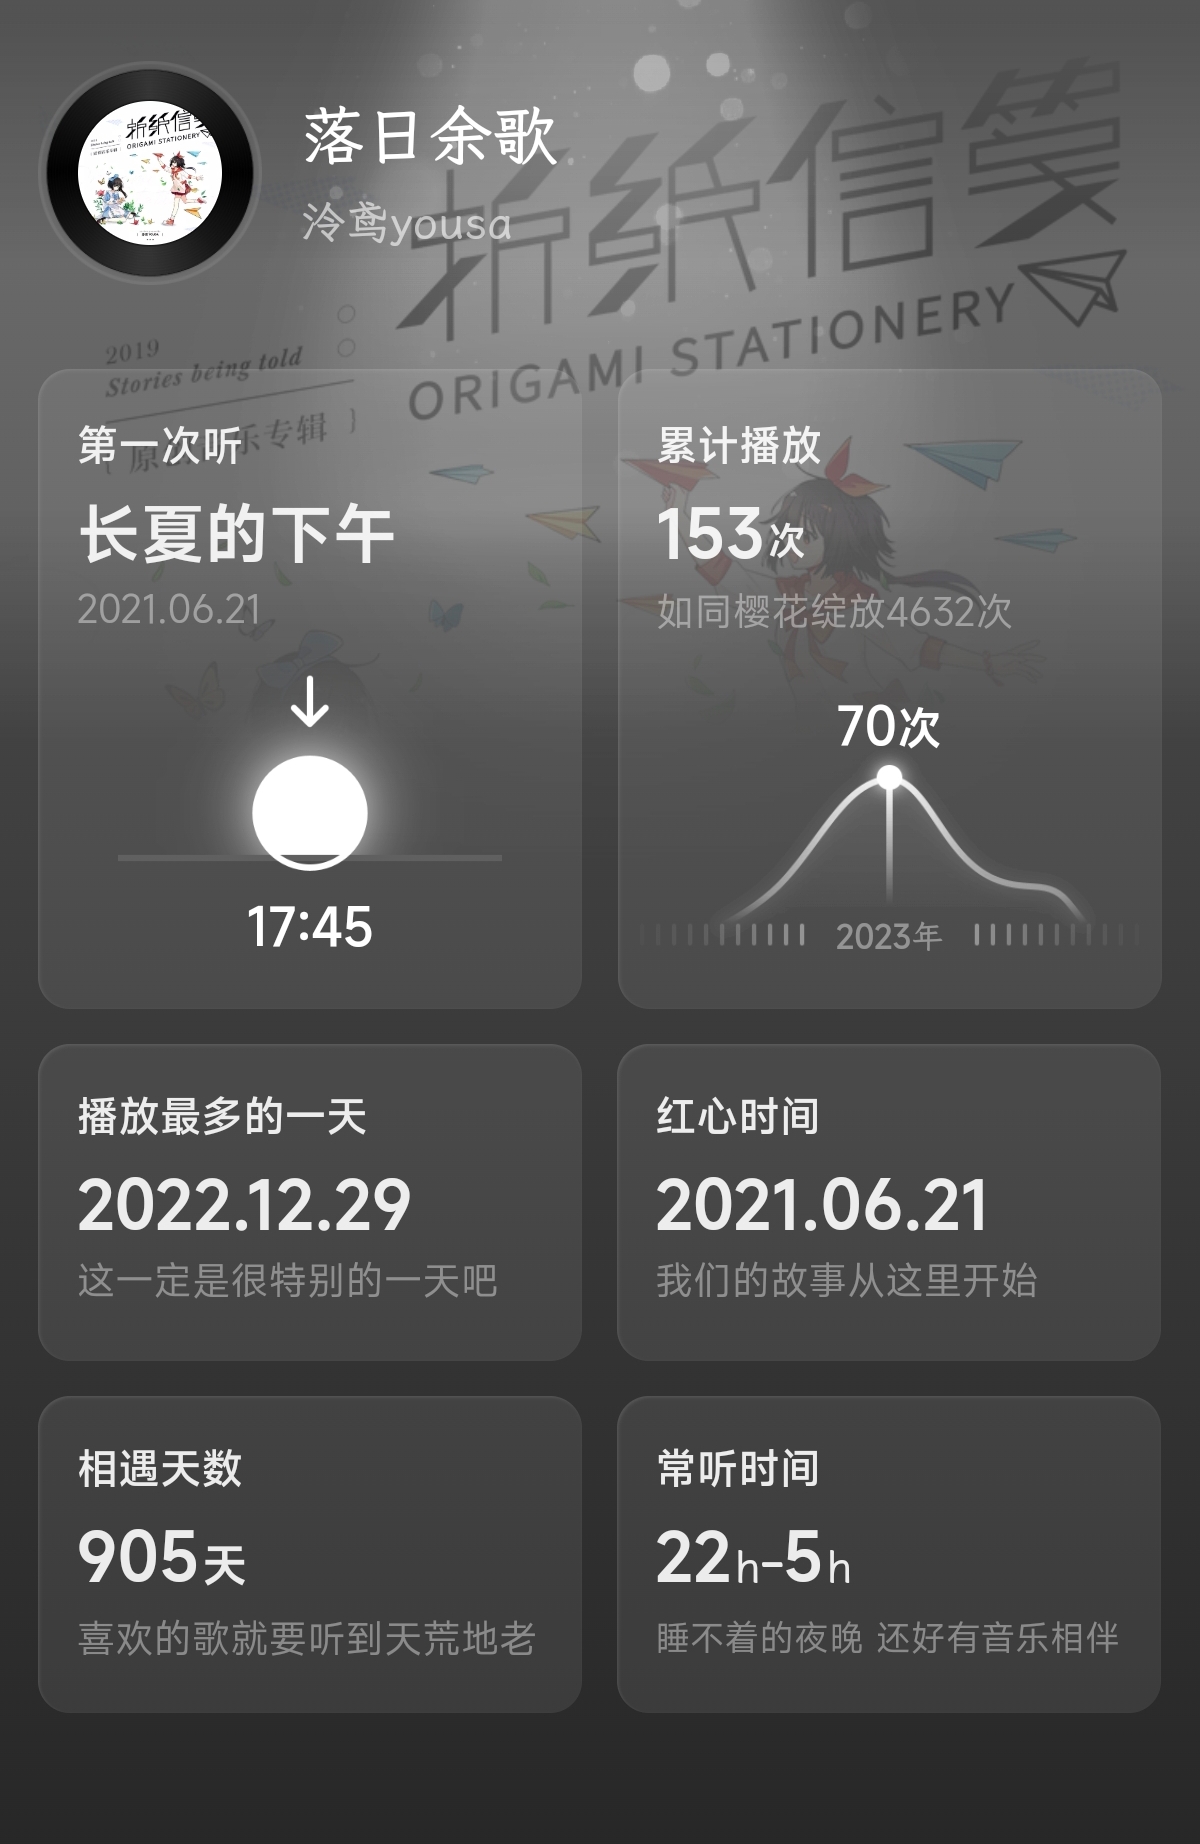 折纸信笺
ORIGAMI STATIONERY
落日余歌
泠鸢yousa
折纸信笺
ORIGAMI STATIONERY
2019
Stories being told
第一次听
长夏的下午
2021.06.21
17:45
累计播放
153次
如同樱花绽放4632次
70次
2023年
播放最多的一天
2022.12.29
这一定是很特别的一天吧
红心时间
2021.06.21
我们的故事从这里开始
相遇天数
905天
喜欢的歌就要听到天荒地老
常听时间
22h-5h
睡不着的夜晚 还好有音乐相伴